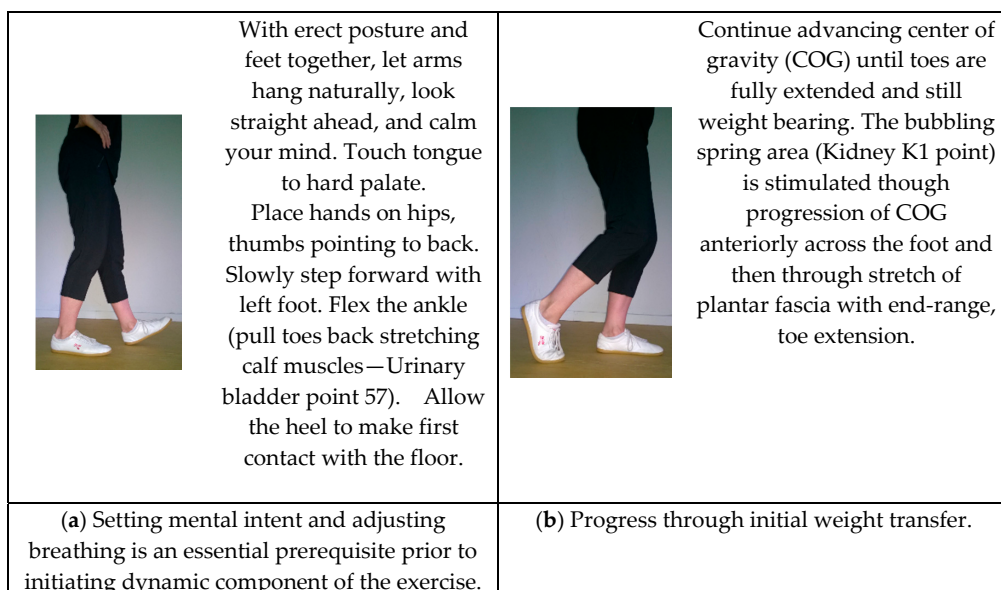 With erect posture and
feet together, let arms
hang naturally, look
straight ahead, and calm
your mind. Touch tongue
to hard palate.
Place hands on hips,
thumbs pointing to back.
Slowly step forward with
left foot. Flex the ankle
(pull toes back stretching
calf muscles—Urinary
bladder point 57). Allow
the heel to make first
contact with the floor.
Continue advancing center of
gravity (COG) until toes are
fully extended and still
weight bearing. The bubbling
spring area (Kidney K1 point)
is stimulated though
progression of COG
anteriorly across the foot and
then through stretch of
plantar fascia with end-range,
toe extension.
(a) Setting mental intent and adjusting
breathing is an essential prerequisite prior to
initiating dynamic component of the exercise.
(b) Progress through initial weight transfer.